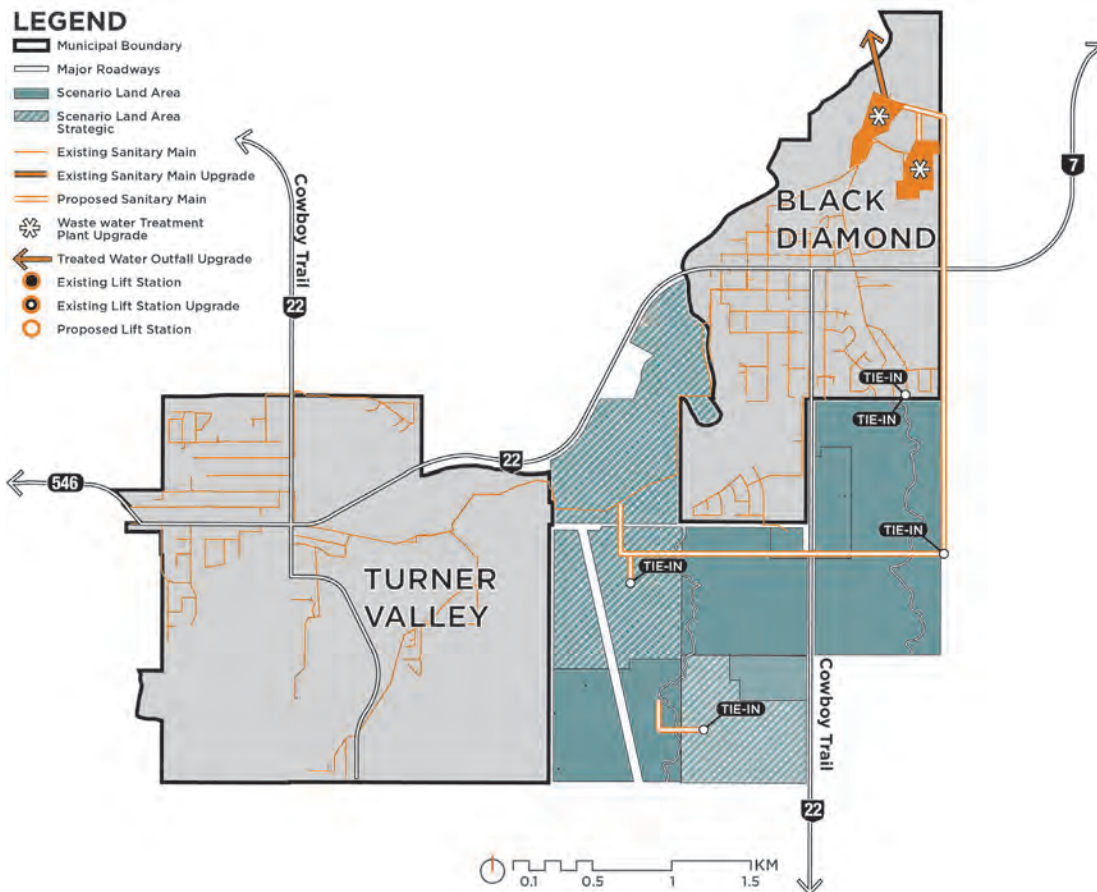 LEGEND
Municipal Boundary
Major Roadways
Scenario Land Area
Scenario Land Area
Strategic
Existing Sanitary Main
Existing Sanitary Main Upgrade
Proposed Sanitary Main
Waste water Treatment
Plant Upgrade
Treated Water Outfall Upgrade
Existing Lift Station
Existing Lift Station Upgrade
Proposed Lift Station
Cowboy Trail
22
7
BLACK
DIAMOND
TIE-IN
TIE-IN
22
546
TIE-IN
TIE-IN
TURNER
VALLEY
TIE-IN
Cowboy Trail
22
KM
0.1
0.5
1
1.5